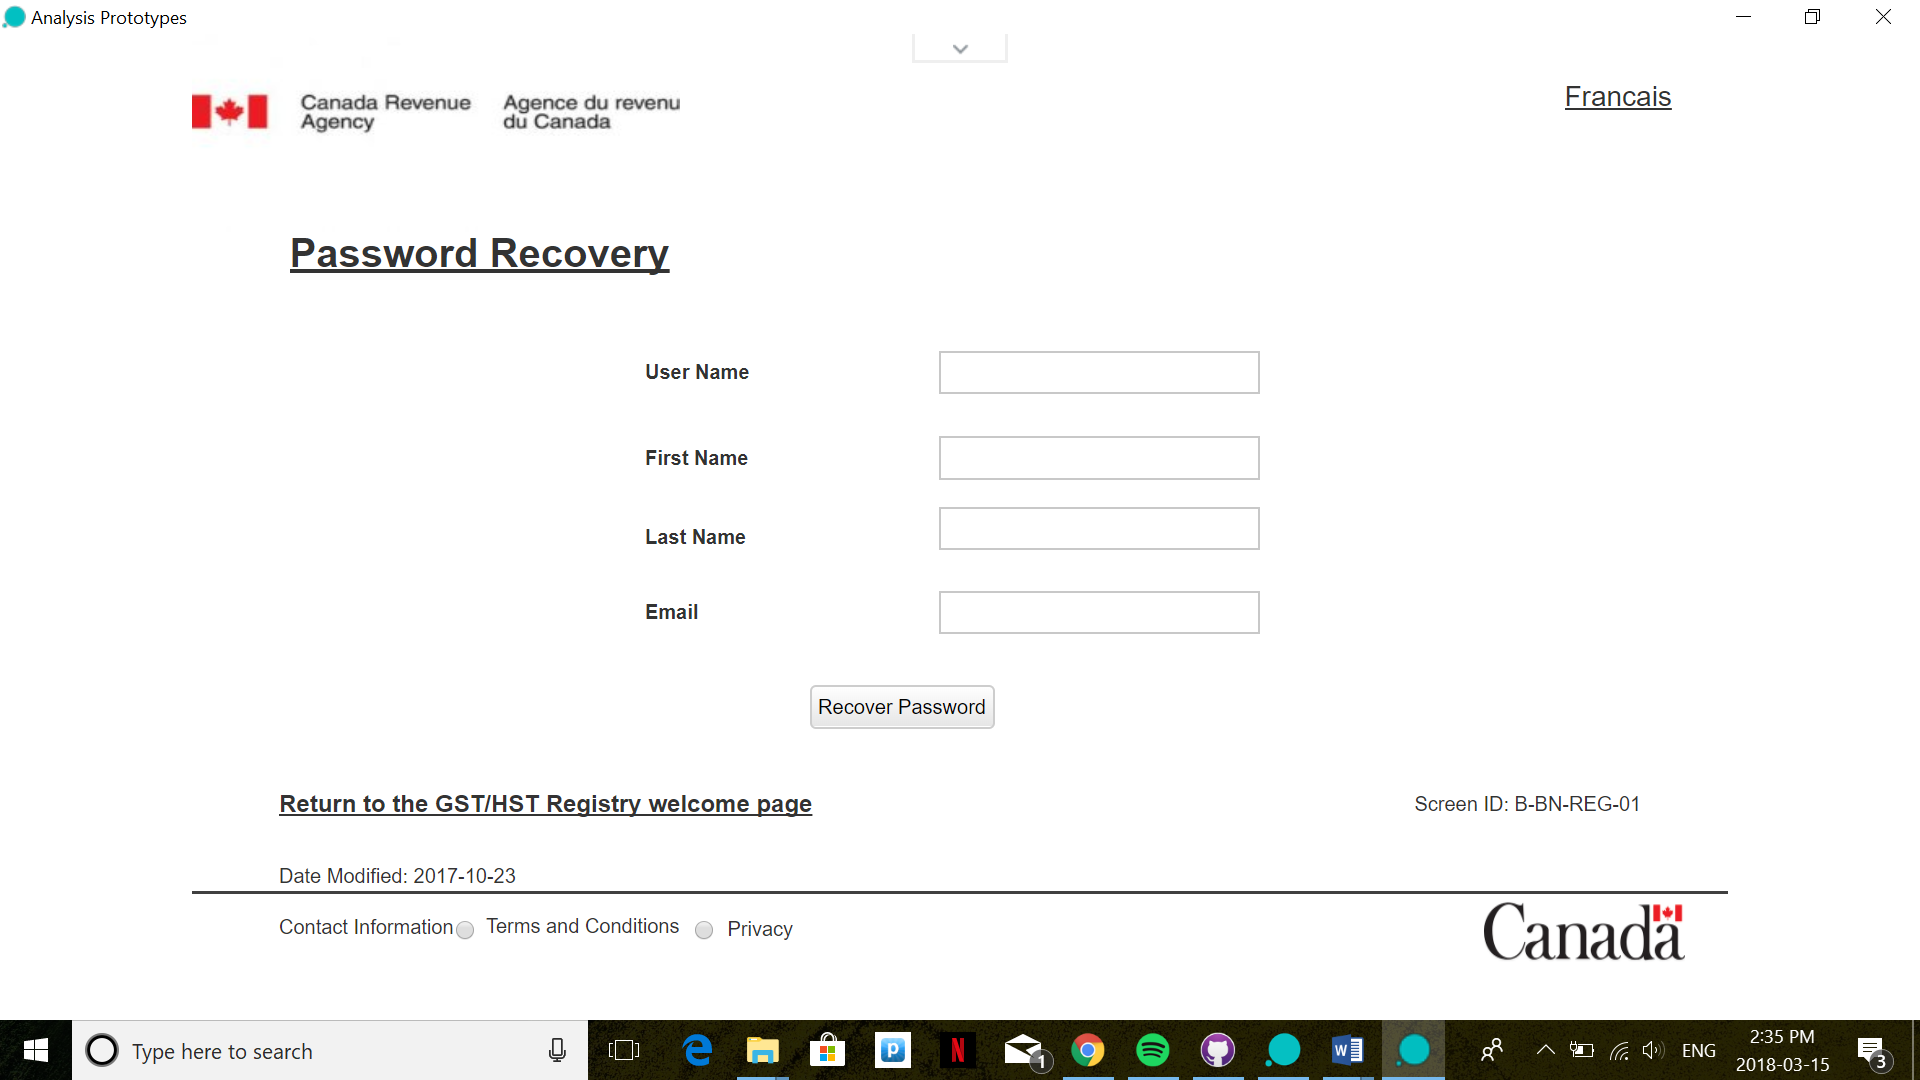 Analysis Prototypes
Canada Revenue Agency
Agence du revenu du Canada
Francais
Password Recovery
User Name
First Name
Last Name
Email
Recover Password
Return to the GST/HST Registry welcome page
Screen ID: B-BN-REG-01
Date Modified: 2017-10-23
Contact Information Terms and Conditions Privacy
Canada
Type here to search
1
ENG
2:35 PM
2018-03-15
3